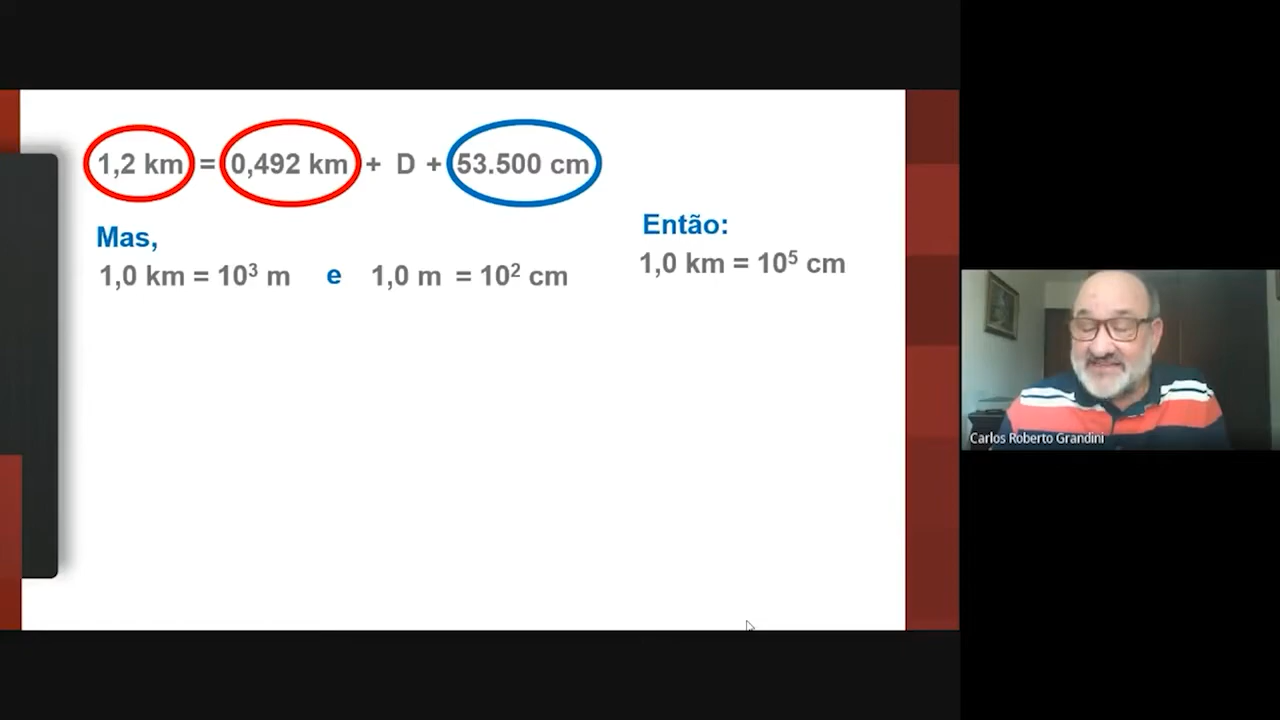 1,2 km = 0,492 km + D + 53.500 cm
Mas,
1,0 km = 10³ m e 1,0 m = 10² cm
Então:
1,0 km = 10⁵ cm
Carlos Roberto Grandini